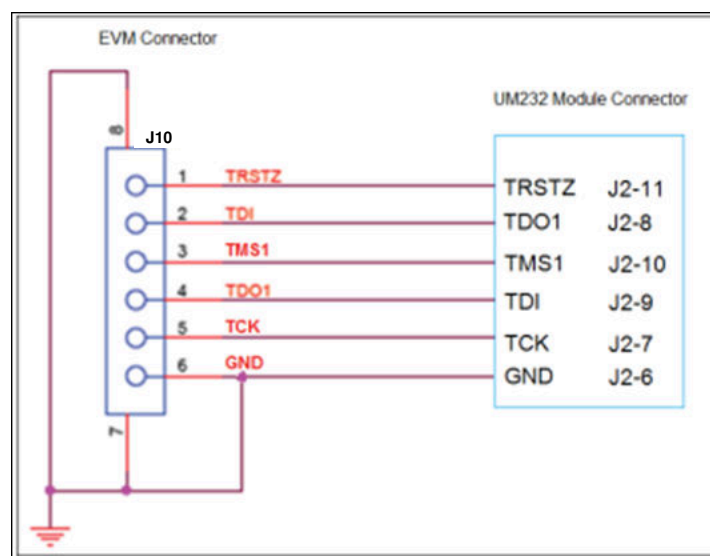 EVM Connector
UM232 Module Connector
8
J10
1 TRSTZ
TRSTZ J2-11
2 TDI
TDO1 J2-8
3 TMS1
TMS1 J2-10
4 TDO1
TDI J2-9
5 TCK
TCK J2-7
6 GND
GND J2-6
7